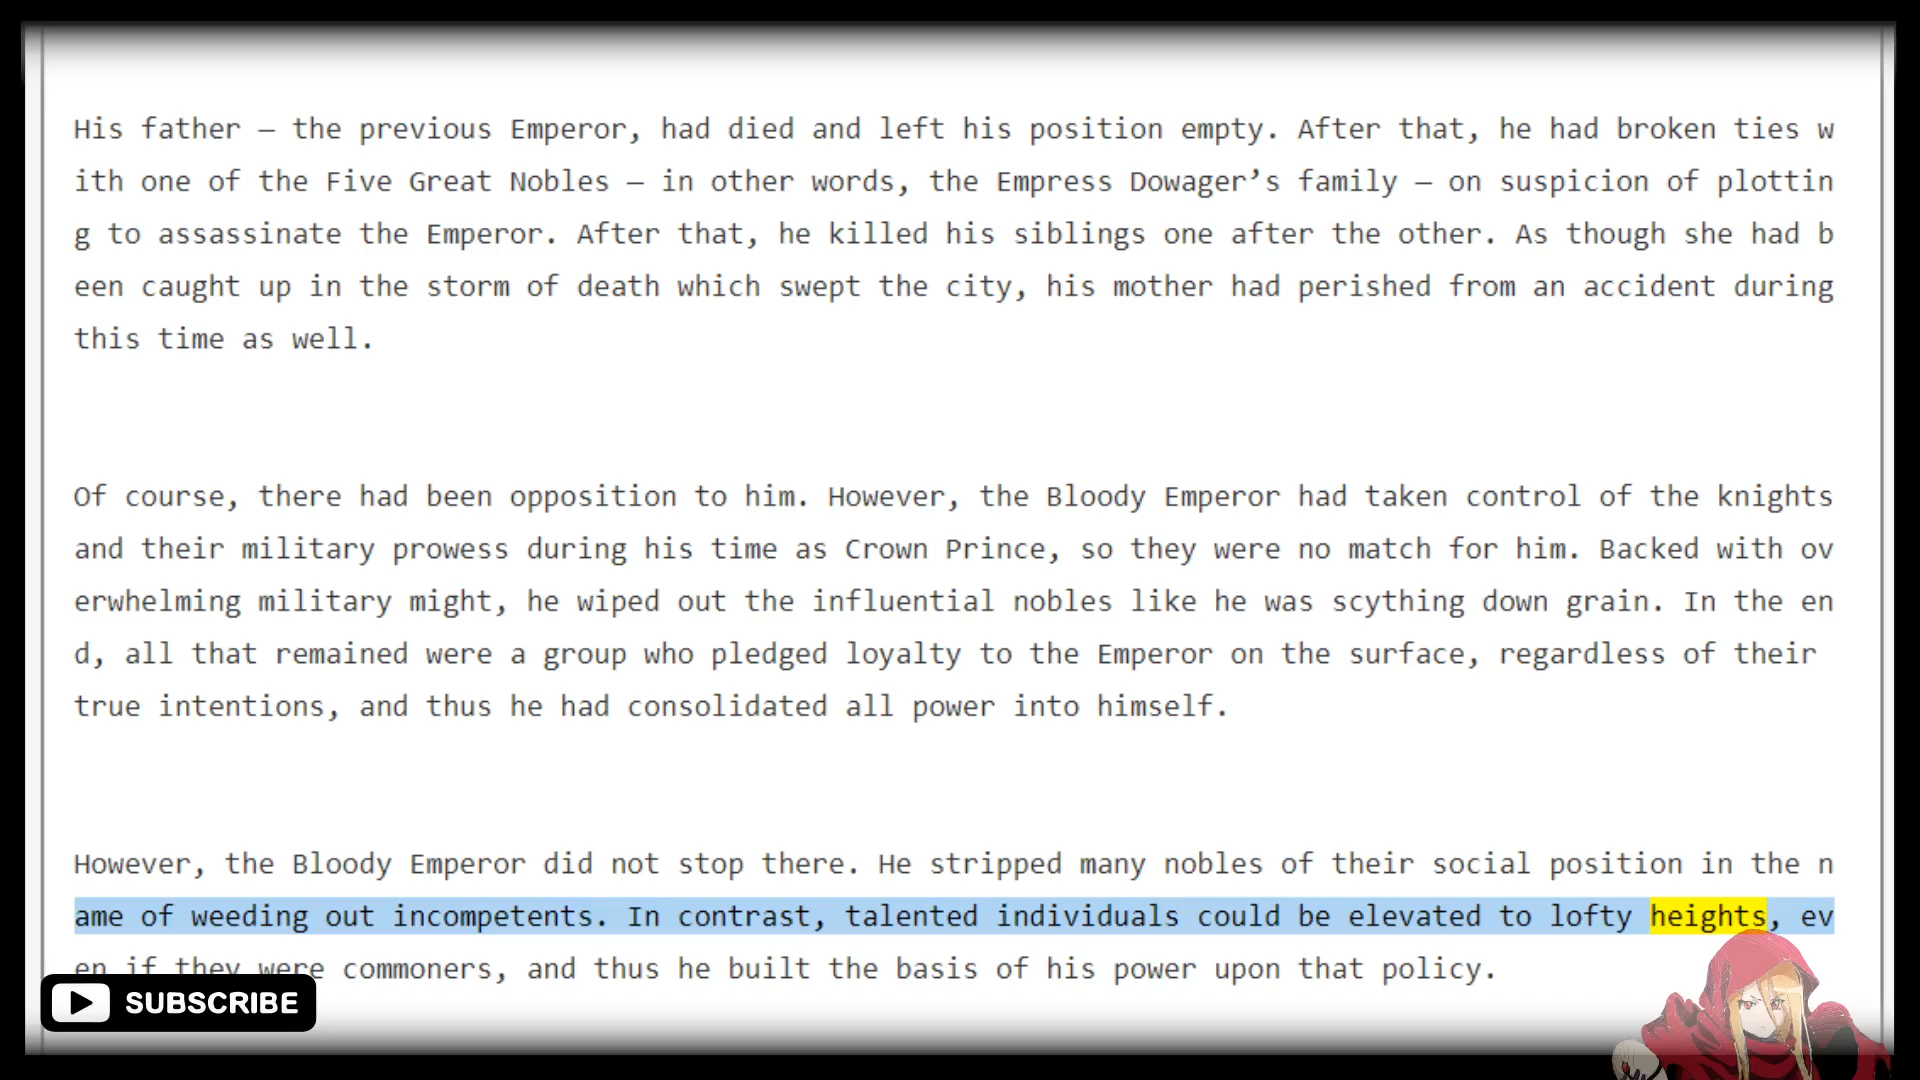 His father – the previous Emperor, had died and left his position empty. After that, he had broken ties w
ith one of the Five Great Nobles – in other words, the Empress Dowager’s family – on suspicion of plottin
g to assassinate the Emperor. After that, he killed his siblings one after the other. As though she had b
een caught up in the storm of death which swept the city, his mother had perished from an accident during
this time as well.
Of course, there had been opposition to him. However, the Bloody Emperor had taken control of the knights
and their military prowess during his time as Crown Prince, so they were no match for him. Backed with ov
erwhelming military might, he wiped out the influential nobles like he was scything down grain. In the en
d, all that remained were a group who pledged loyalty to the Emperor on the surface, regardless of their
true intentions, and thus he had consolidated all power into himself.
However, the Bloody Emperor did not stop there. He stripped many nobles of their social position in the n
ame of weeding out incompetents. In contrast, talented individuals could be elevated to lofty heights, ev
en if they were commoners, and thus he built the basis of his power upon that policy.
SUBSCRIBE